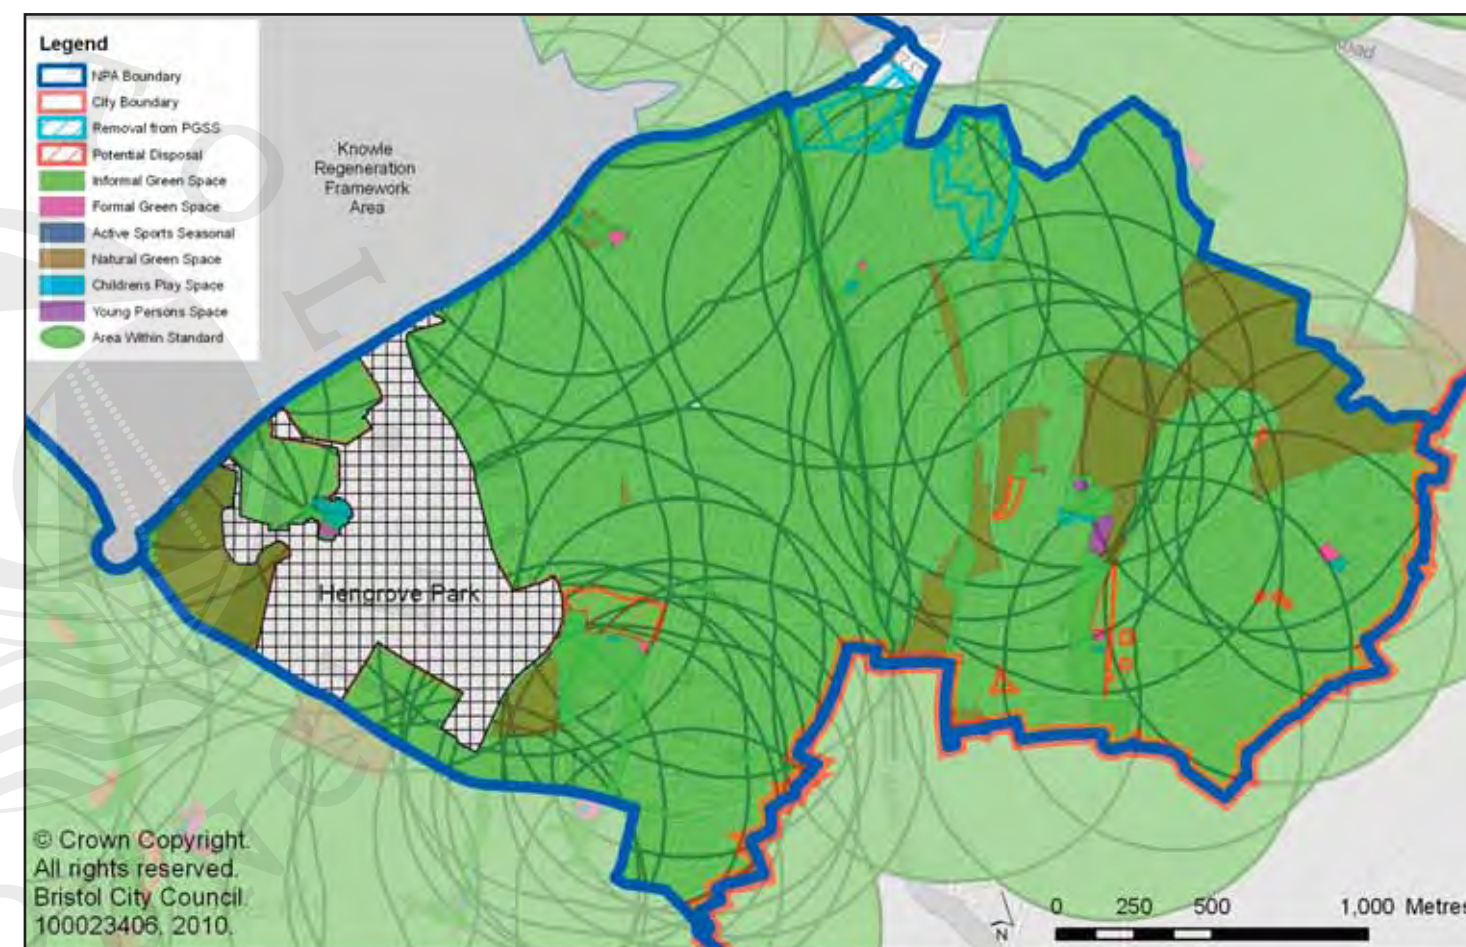 Legend
NPA Boundary
City Boundary
Removal from PGSS
Potential Disposal
Informal Green Space
Formal Green Space
Active Sports Seasonal
Natural Green Space
Childrens Play Space
Young Persons Space
Area Within Standard
Knowle
Regeneration
Framework
Area
Hengrove Park
© Crown Copyright.
All rights reserved.
Bristol City Council.
100023406. 2010.
N
0 250 500 1,000 Metres